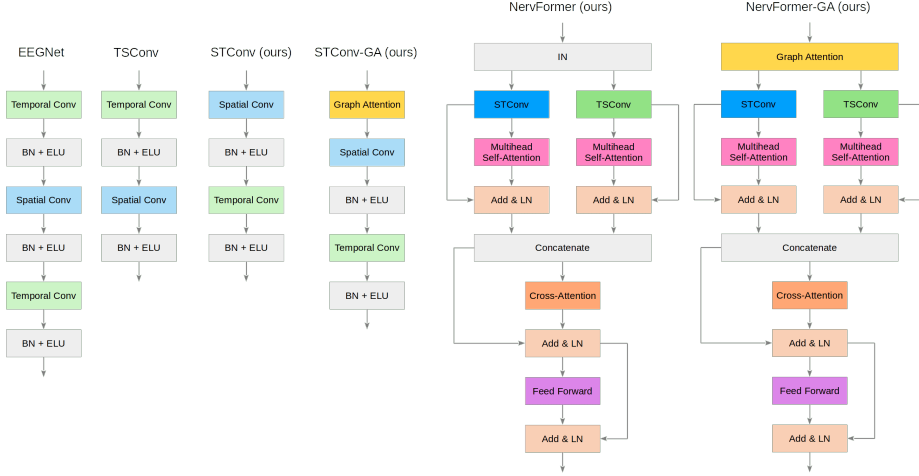 EEGNet
Temporal Conv
BN + ELU
Spatial Conv
BN + ELU
Temporal Conv
BN + ELU
TSConv
Temporal Conv
BN + ELU
Spatial Conv
BN + ELU
STConv (ours)
Spatial Conv
BN + ELU
Temporal Conv
BN + ELU
STConv-GA (ours)
Graph Attention
Spatial Conv
BN + ELU
Temporal Conv
BN + ELU
NervFormer (ours)
IN
STConv
TSConv
Multihead
Self-Attention
Multihead
Self-Attention
Add & LN
Add & LN
Concatenate
Cross-Attention
Add & LN
Feed Forward
Add & LN
NervFormer-GA (ours)
Graph Attention
STConv
TSConv
Multihead
Self-Attention
Multihead
Self-Attention
Add & LN
Add & LN
Concatenate
Cross-Attention
Add & LN
Feed Forward
Add & LN